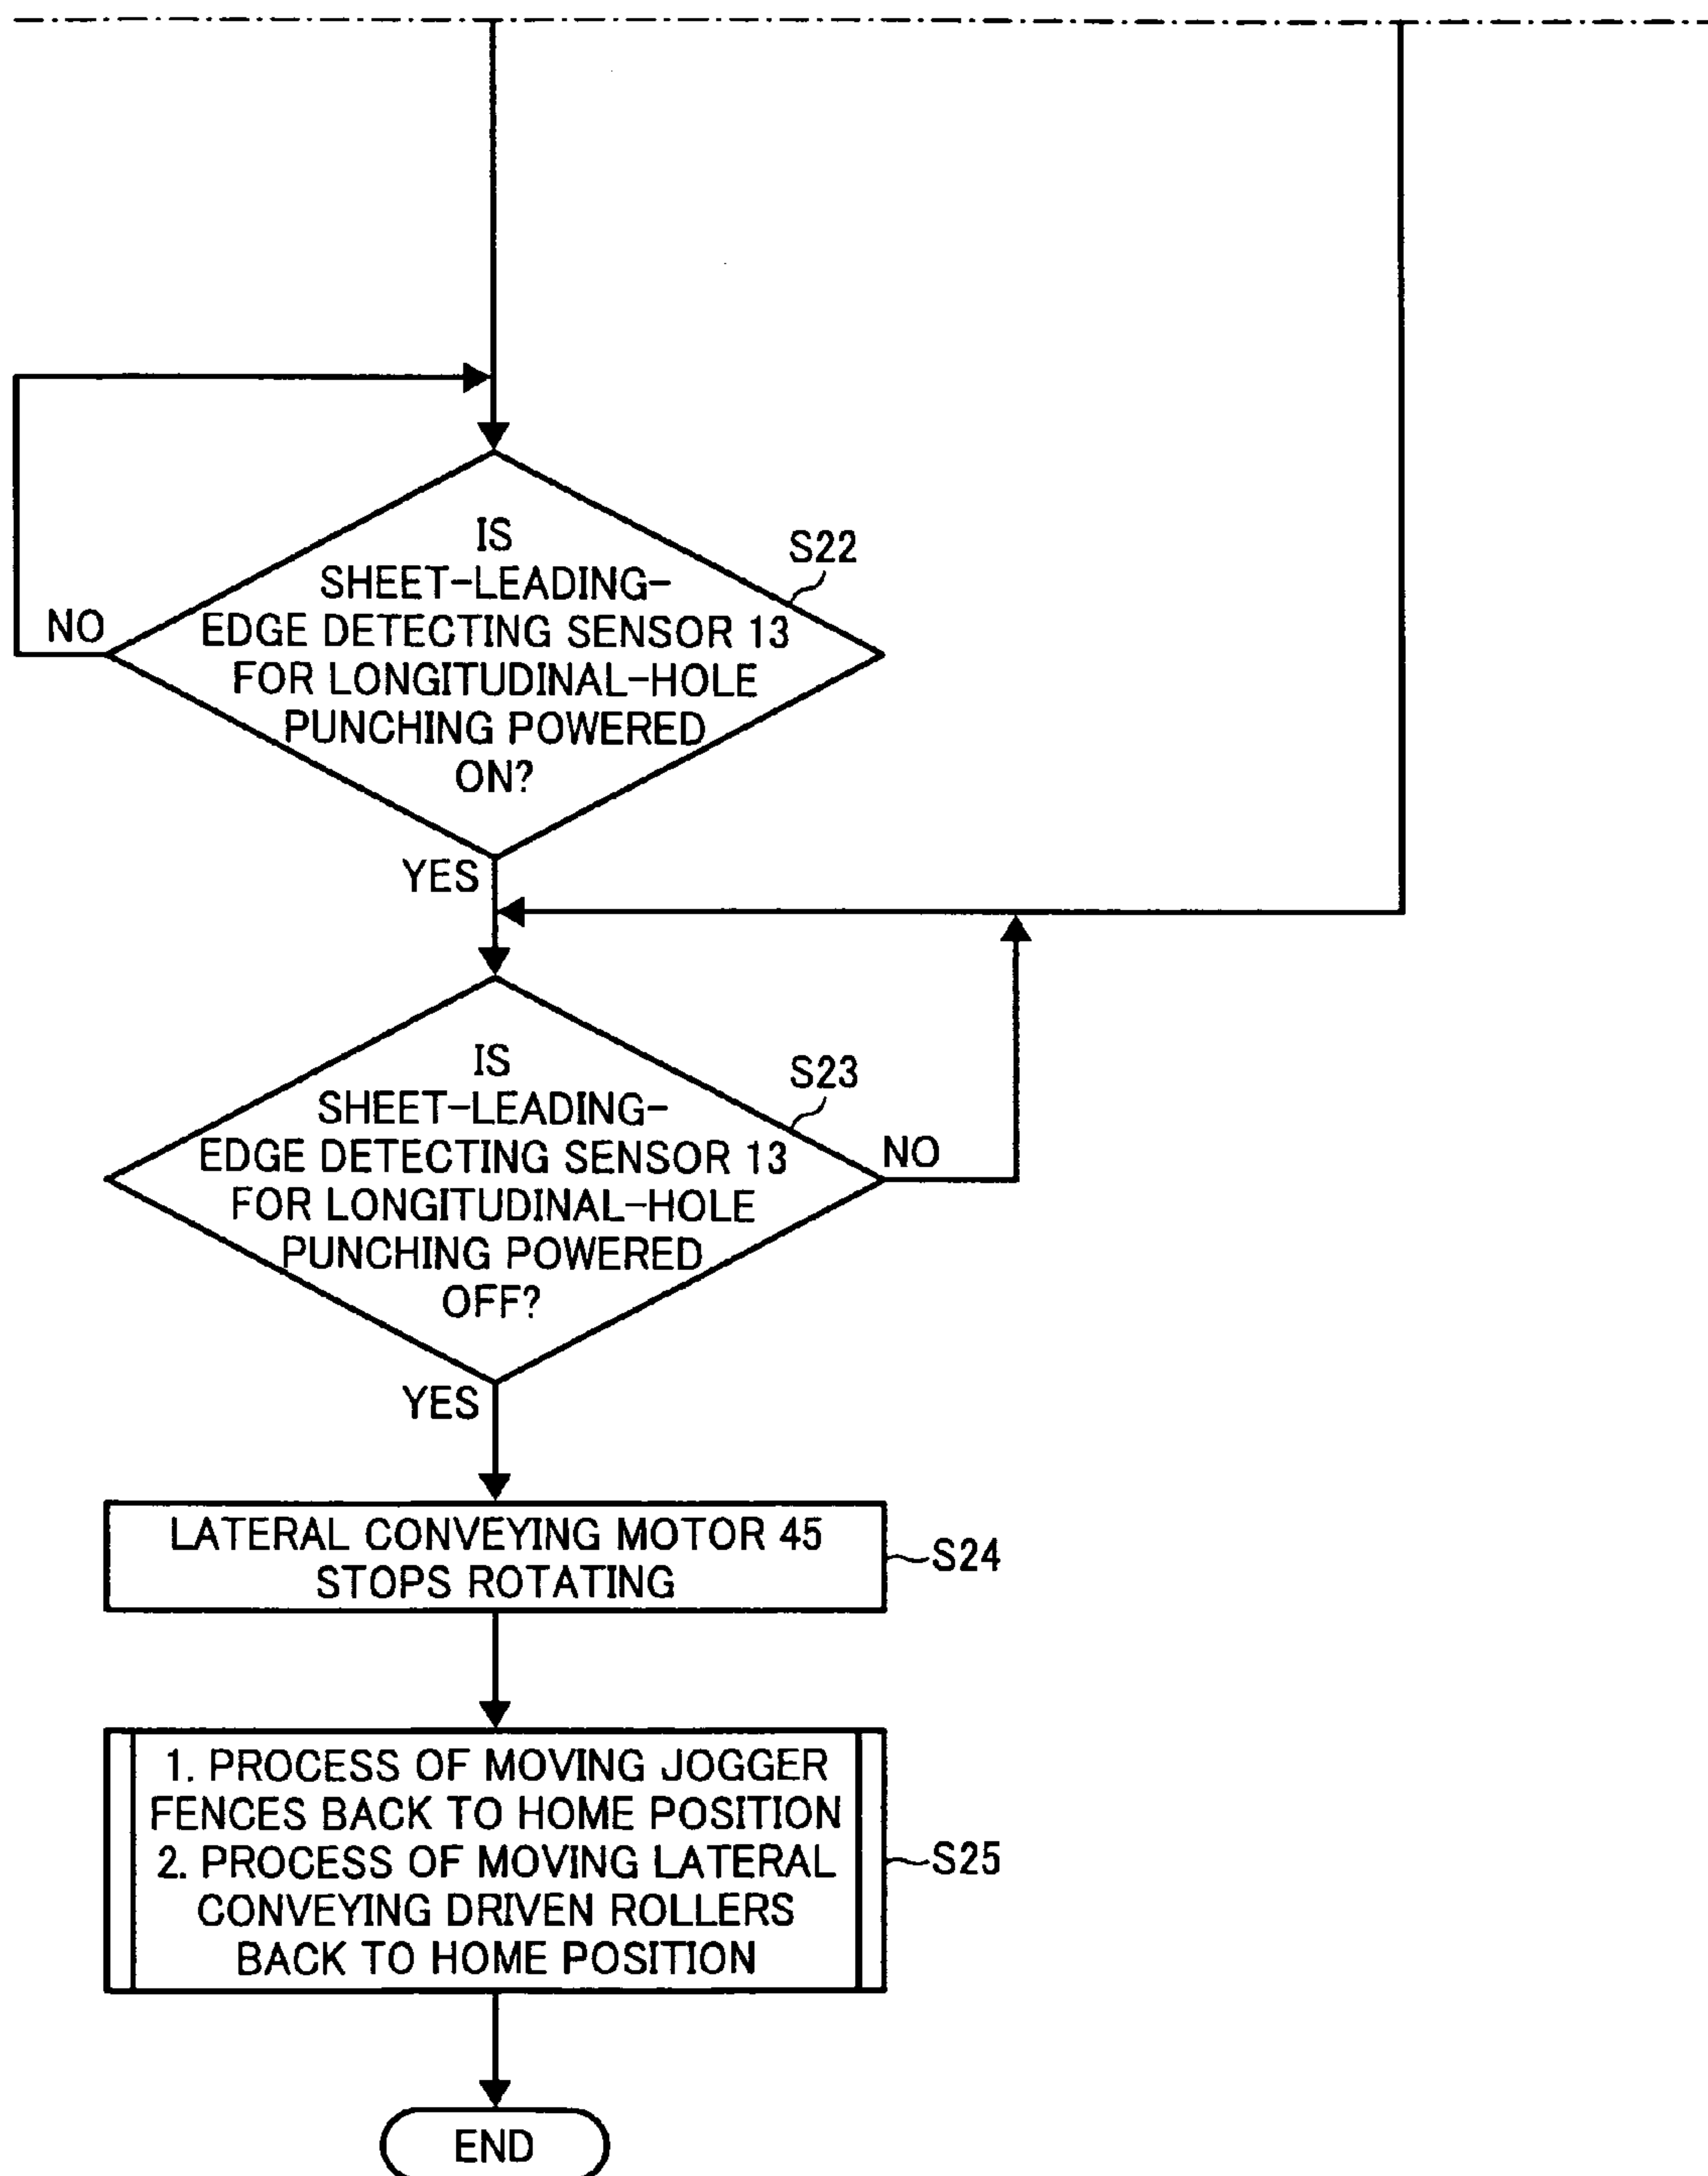 IS
S22
SHEET-LEADING-
NO
EDGE DETECTING SENSOR 13
FOR LONGITUDINAL-HOLE
PUNCHING POWERED
ON?
YES
IS
S23
SHEET-LEADING-
EDGE DETECTING SENSOR 13
NO
FOR LONGITUDINAL-HOLE
PUNCHING POWERED
OFF?
YES
LATERAL CONVEYING MOTOR 45
STOPS ROTATING
S24
1. PROCESS OF MOVING JOGGER
FENCES BACK TO HOME POSITION
2. PROCESS OF MOVING LATERAL
CONVEYING DRIVEN ROLLERS
BACK TO HOME POSITION
S25
END